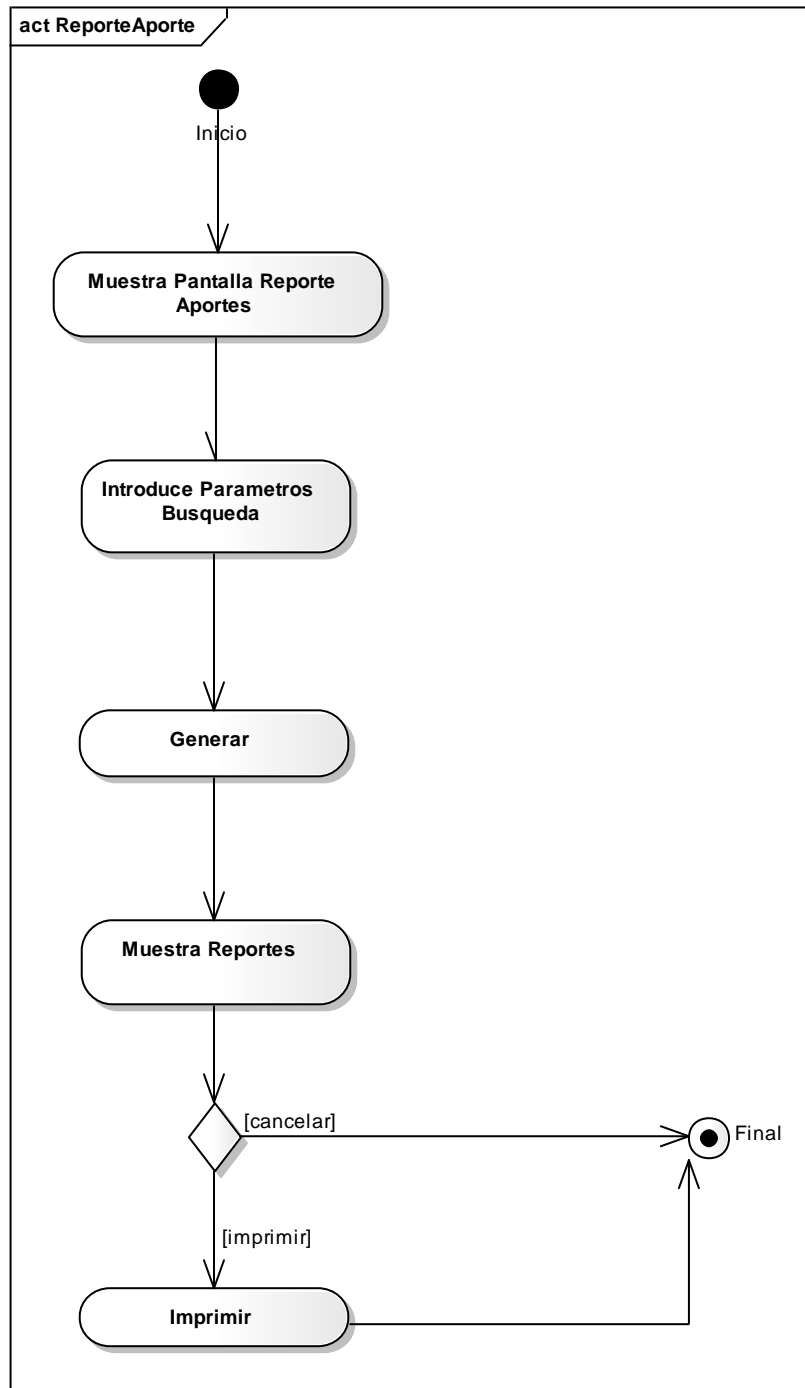 act ReporteAporte
Inicio
Muestra Pantalla Reporte
Aportes
Introduce Parametros
Busqueda
Generar
Muestra Reportes
[cancelar]
Final
[imprimir]
Imprimir